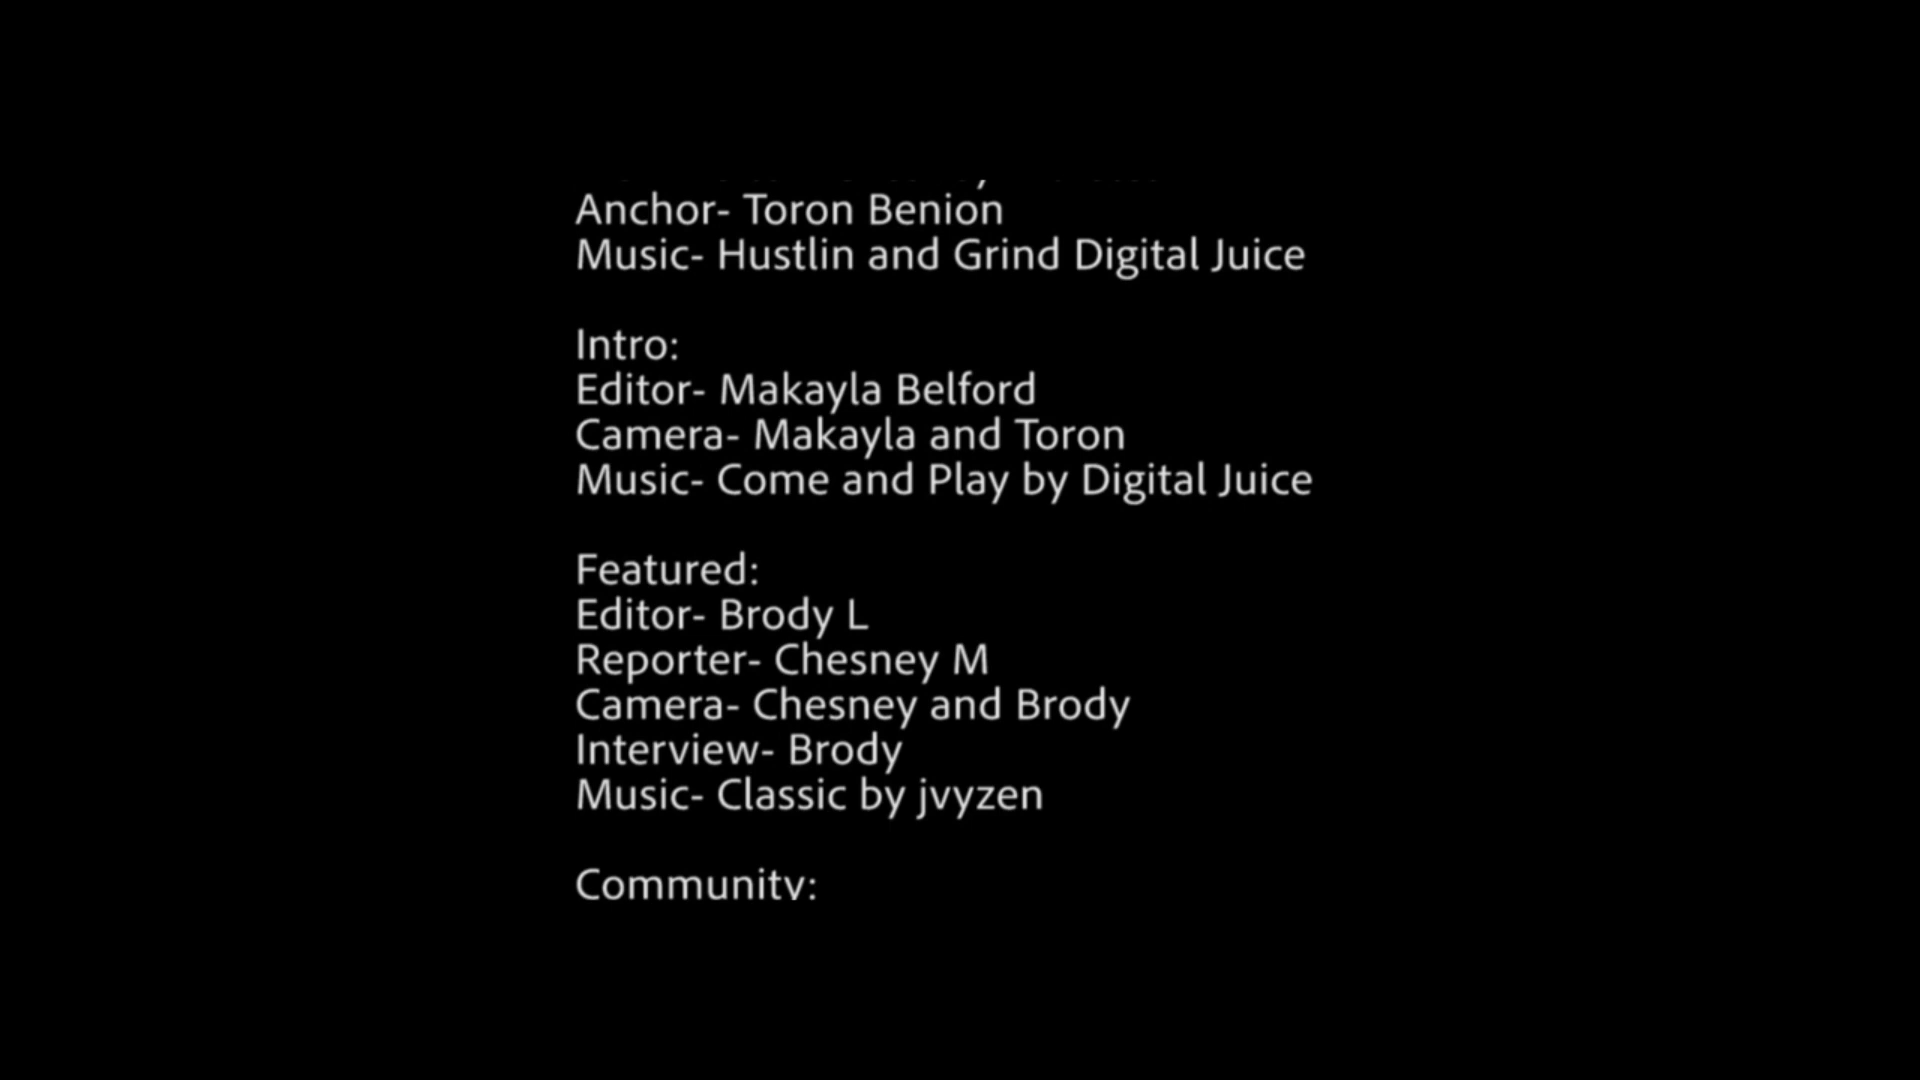 Anchor- Toron Benion
Music- Hustlin and Grind Digital Juice
Intro:
Editor- Makayla Belford
Camera- Makayla and Toron
Music- Come and Play by Digital Juice
Featured:
Editor- Brody L
Reporter- Chesney M
Camera- Chesney and Brody
Interview- Brody
Music- Classic by jvyzen
Community: